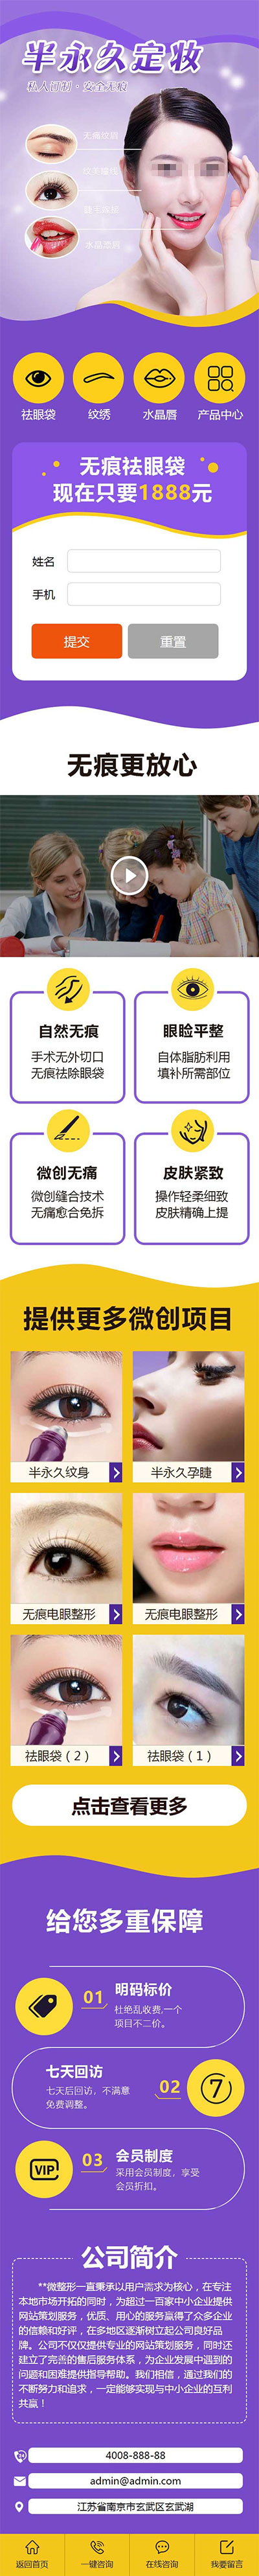 半永久定妆
私人订制·安全无痕
无痛纹眉
水晶莹唇
祛眼袋
纹绣
水晶唇
产品中心
无痕祛眼袋
现在只要1888元
姓名
手机
提交
重置
无痕更放心
自然无痕
手术无外切口
无痕祛除眼袋
眼睑平整
自体脂肪利用
填补所需部位
微创无痛
微创缝合技术
无痛愈合免拆
皮肤紧致
操作轻柔细致
皮肤精确上提
提供更多微创项目
半永久纹身
半永久孕睫
无痕电眼整形
无痕电眼整形
祛眼袋（2）
祛眼袋（1）
点击查看更多
给您多重保障
01
明码标价
杜绝乱收费,一个
项目不二价。
七天回访
七天后回访，不满意
免费调整。
02
7
VIP
03
会员制度
采用会员制度，享受
会员折扣。
公司简介
**微整形一直秉承以用户需求为核心，在专注
本地市场开拓的同时，为超过一百家中小企业提供
网站策划服务，优质、用心的服务赢得了众多企业
的信赖和好评，在多地区逐渐树立起公司良好品
牌。公司不仅仅提供专业的网站策划服务，同时还
建立了完善的售后服务体系，为企业发展中遇到的
问题和困难提供指导帮助。我们相信，通过我们的
不断努力和追求，一定能够实现与中小企业的互利
共赢！
4008-888-88
admin@admin.com
江苏省南京市玄武区玄武湖
返回首页
一键咨询
在线咨询
我要留言